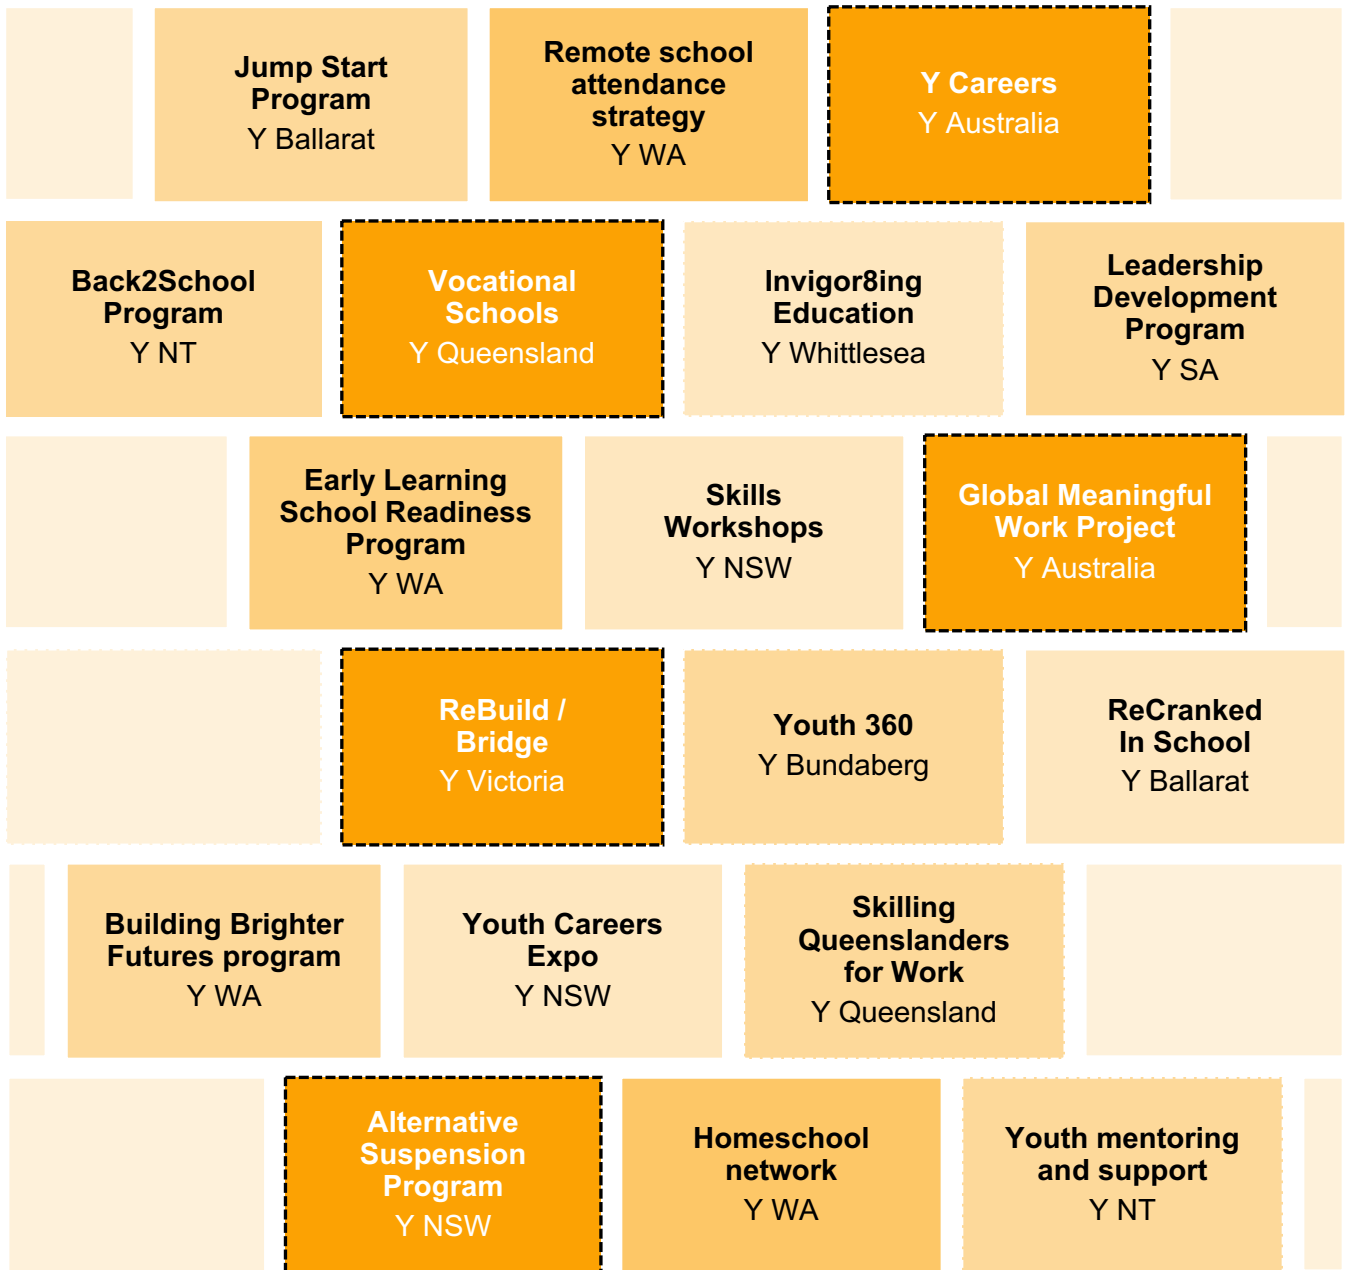 Jump Start
Program
Y Ballarat
Remote school
attendance
strategy
Y WA
Y Careers
Y Australia
Back2School
Program
Y NT
Vocational
Schools
Y Queensland
Invigor8ing
Education
Y Whittlesea
Leadership
Development
Program
Y SA
Early Learning
School Readiness
Program
Y WA
Skills
Workshops
Y NSW
Global Meaningful
Work Project
Y Australia
ReBuild /
Bridge
Y Victoria
Youth 360
Y Bundaberg
ReCranked
In School
Y Ballarat
Building Brighter
Futures program
Y WA
Youth Careers
Expo
Y NSW
Skilling
Queenslanders
for Work
Y Queensland
Alternative
Suspension
Program
Y NSW
Homeschool
network
Y WA
Youth mentoring
and support
Y NT